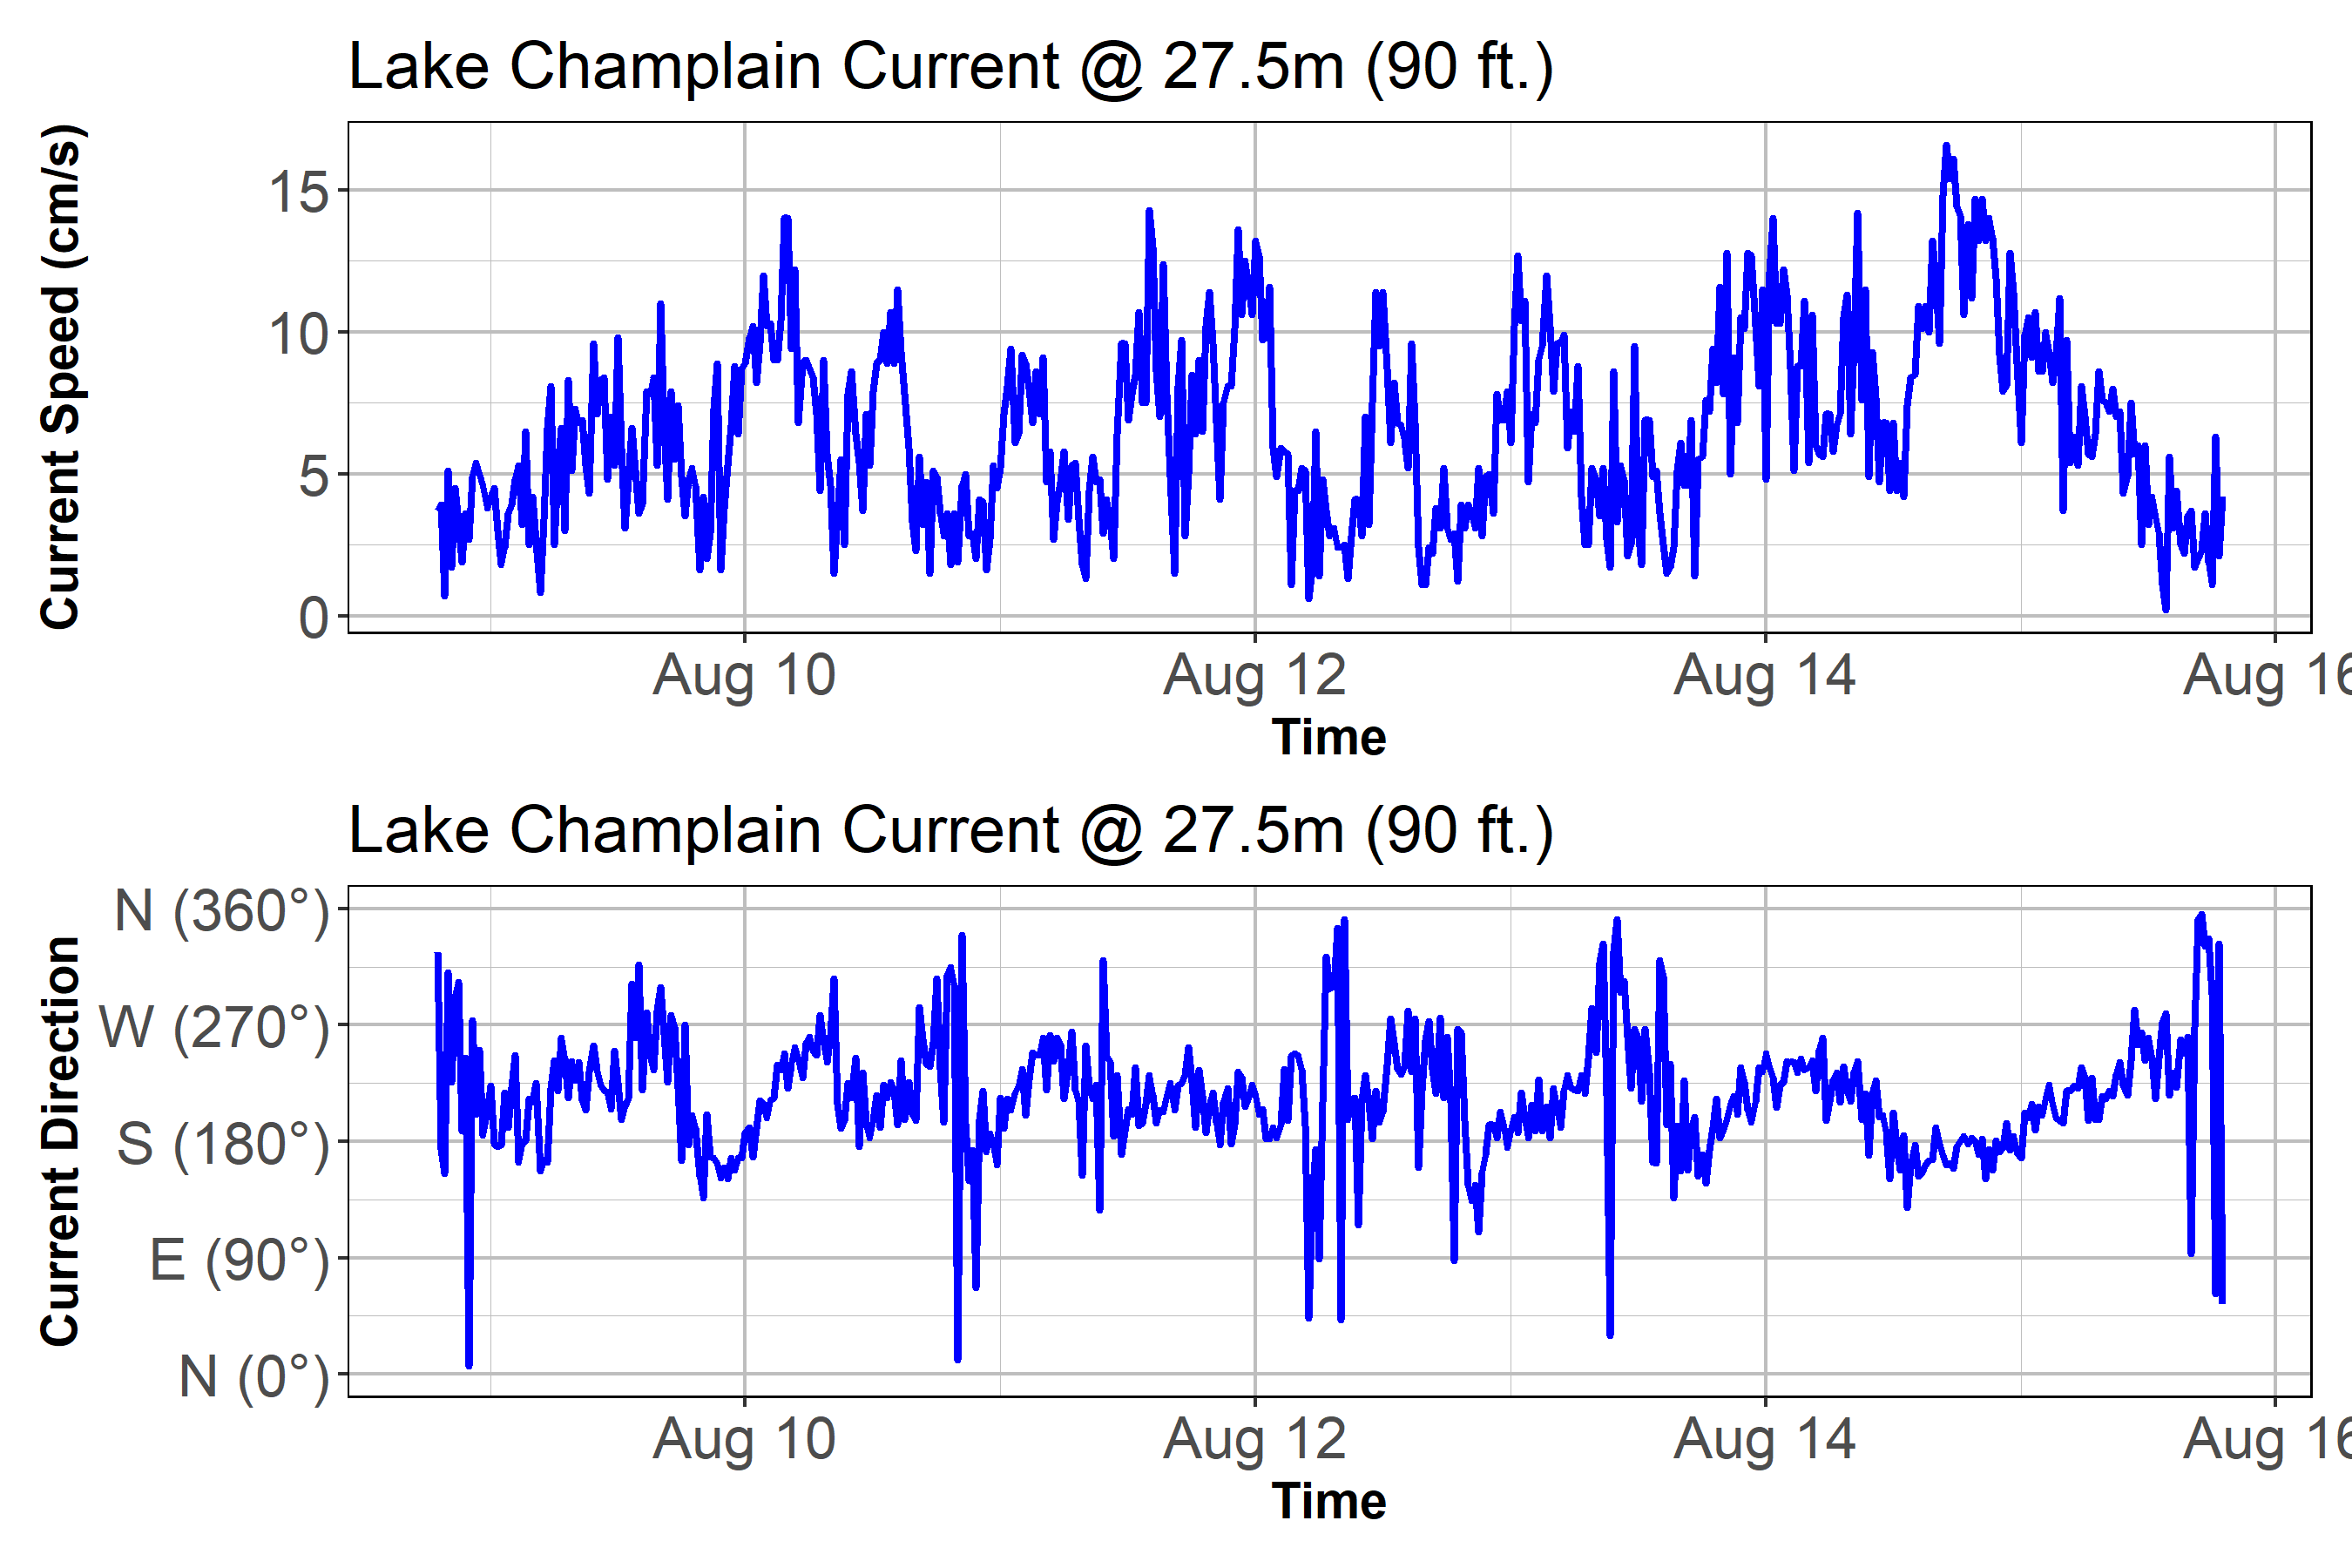 Lake Champlain Current @ 27.5m (90 ft.)
Current Speed (cm/s)
15
10
5
0
Aug 10 Aug 12 Aug 14 Aug 16
Time
Lake Champlain Current @ 27.5m (90 ft.)
Current Direction
N (360°)
W (270°)
S (180°)
E (90°)
N (0°)
Aug 10 Aug 12 Aug 14 Aug 16
Time